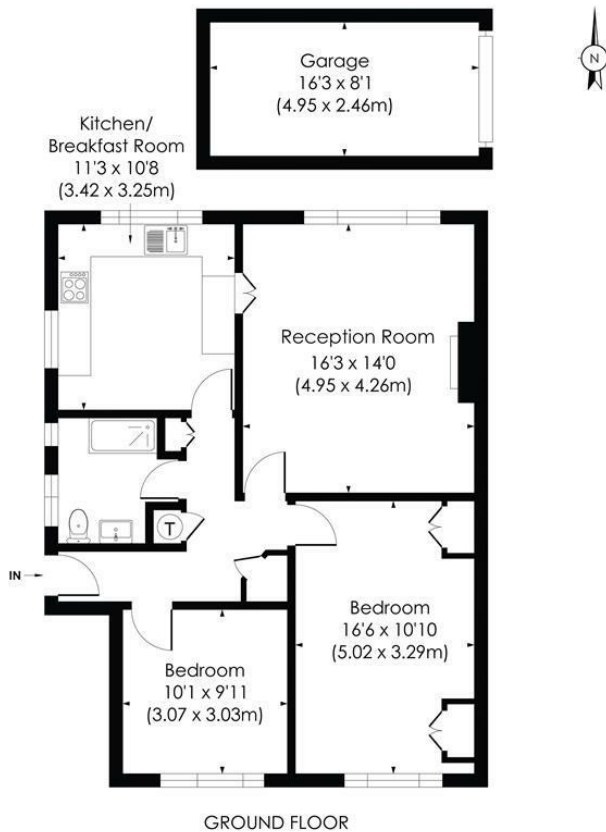 Garage
16'3 x 8'1
(4.95 x 2.46m)
N
Kitchen/
Breakfast Room
11'3 x 10'8
(3.42 x 3.25m)
Reception Room
16'3 x 14'0
(4.95 x 4.26m)
T
IN
Bedroom
16'6 x 10'10
(5.02 x 3.29m)
Bedroom
10'1 x 9'11
(3.07 x 3.03m)
GROUND FLOOR